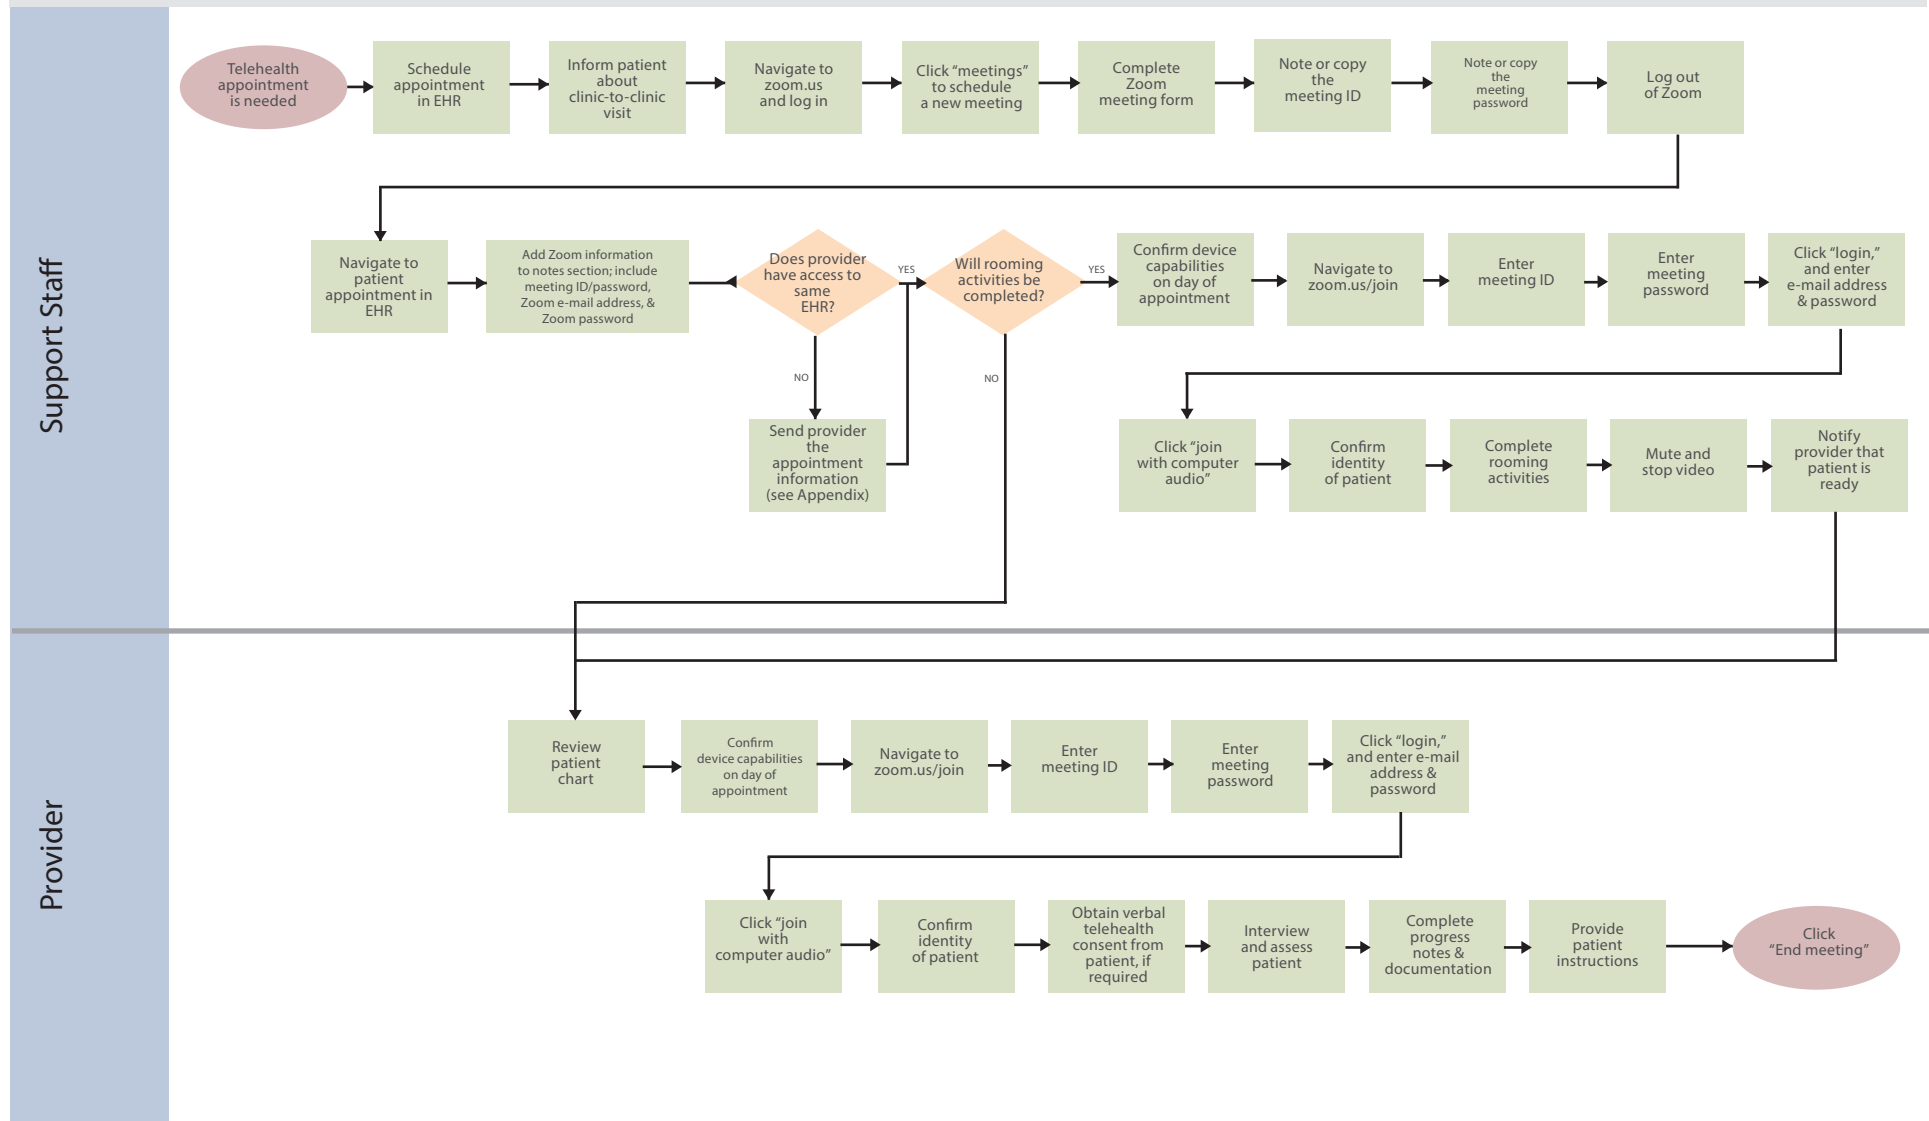 Support Staff
Telehealth
appointment
is needed
Schedule
appointment
in EHR
Inform patient
about
clinic-to-clinic
visit
Navigate to
zoom.us
and log in
Click “meetings”
to schedule
a new meeting
Complete
Zoom
meeting form
Note or copy
the
meeting ID
Note or copy
the
meeting
password
Log out
of Zoom
Navigate to
patient
appointment in
EHR
Add Zoom information
to notes section; include
meeting ID/password,
Zoom e-mail address, &
Zoom password
Does provider
have access to
same
EHR?
YES
NO
Send provider
the
appointment
information
(see Appendix)
Will rooming
activities be
completed?
YES
NO
Confirm device
capabilities
on day of
appointment
Navigate to
zoom.us/join
Enter
meeting ID
Enter
meeting
password
Click “login,”
and enter
e-mail address
& password
Click “join
with computer
audio”
Confirm
identity
of patient
Complete
rooming
activities
Mute and
stop video
Notify
provider that
patient is
ready
Provider
Review
patient
chart
Confirm
device capabilities
on day of
appointment
Navigate to
zoom.us/join
Enter
meeting ID
Enter
meeting
password
Click “login,”
and enter e-mail
address &
password
Click “join
with
computer audio”
Confirm
identity
of patient
Obtain verbal
telehealth
consent from
patient, if
required
Interview
and assess
patient
Complete
progress
notes &
documentation
Provide
patient
instructions
Click
“End meeting”